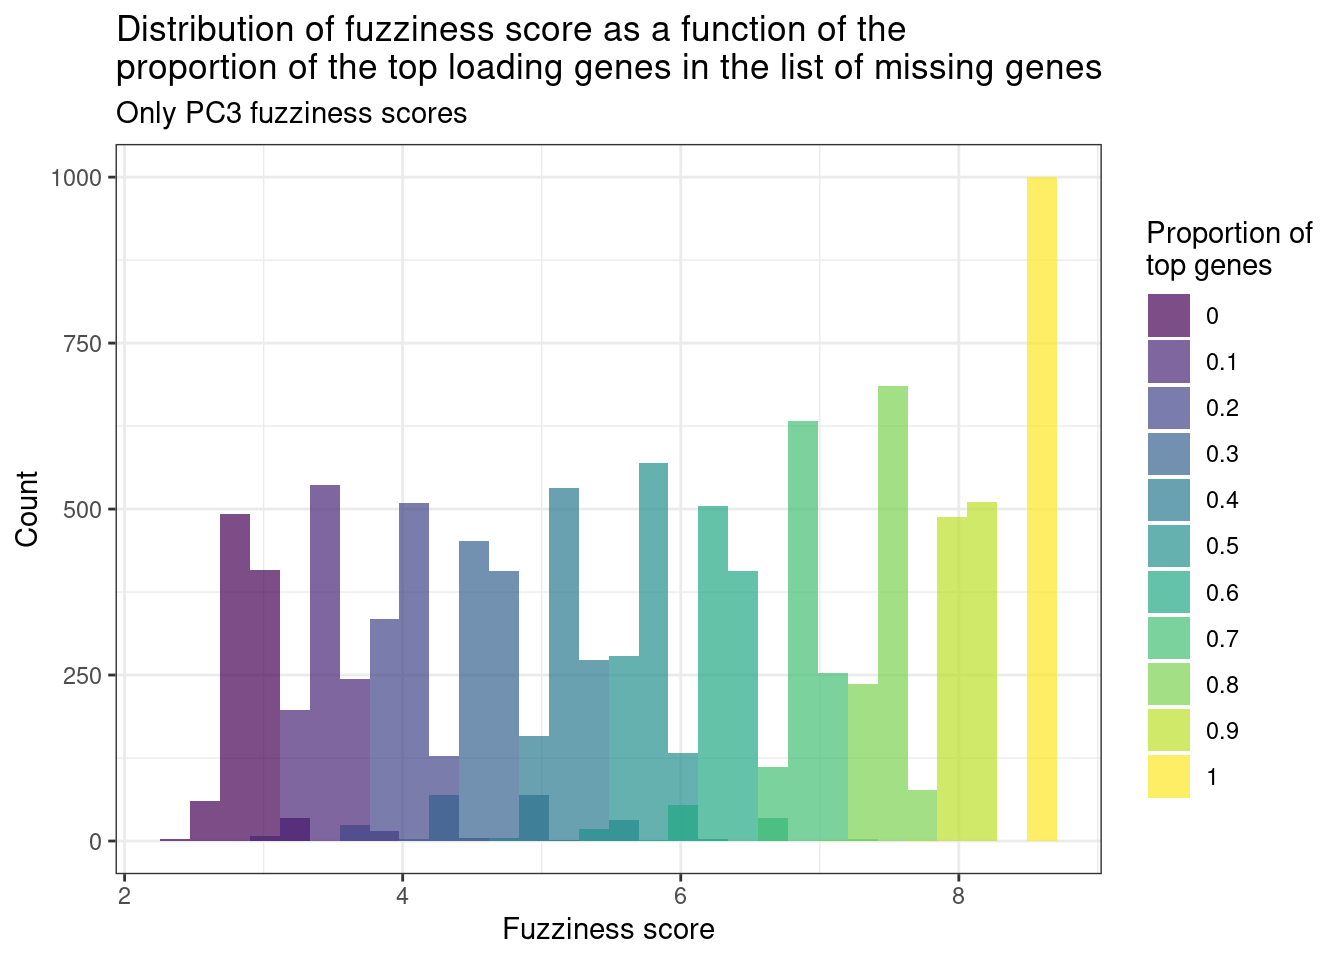 Distribution of fuzziness score as a function of the
proportion of the top loading genes in the list of missing genes
Only PC3 fuzziness scores
1000
750
500
250
0
Count
2
4
6
8
Fuzziness score
Proportion of
top genes
0
0.1
0.2
0.3
0.4
0.5
0.6
0.7
0.8
0.9
1